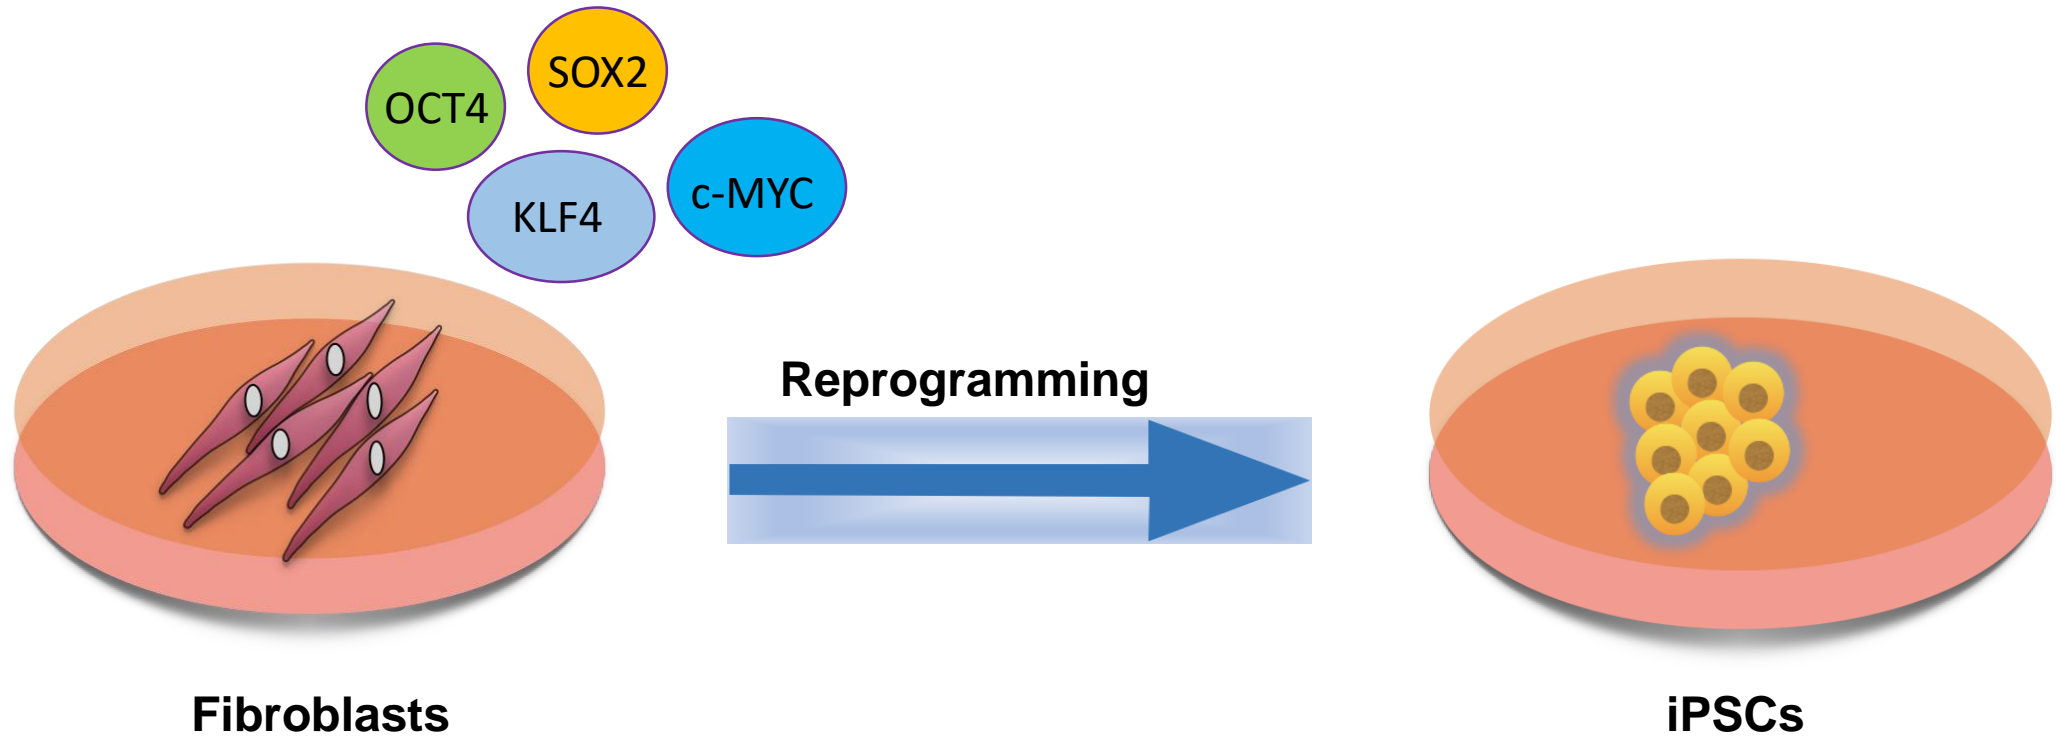 SOX2
OCT4
c-MYC
KLF4
Reprogramming
Fibroblasts
iPSCs